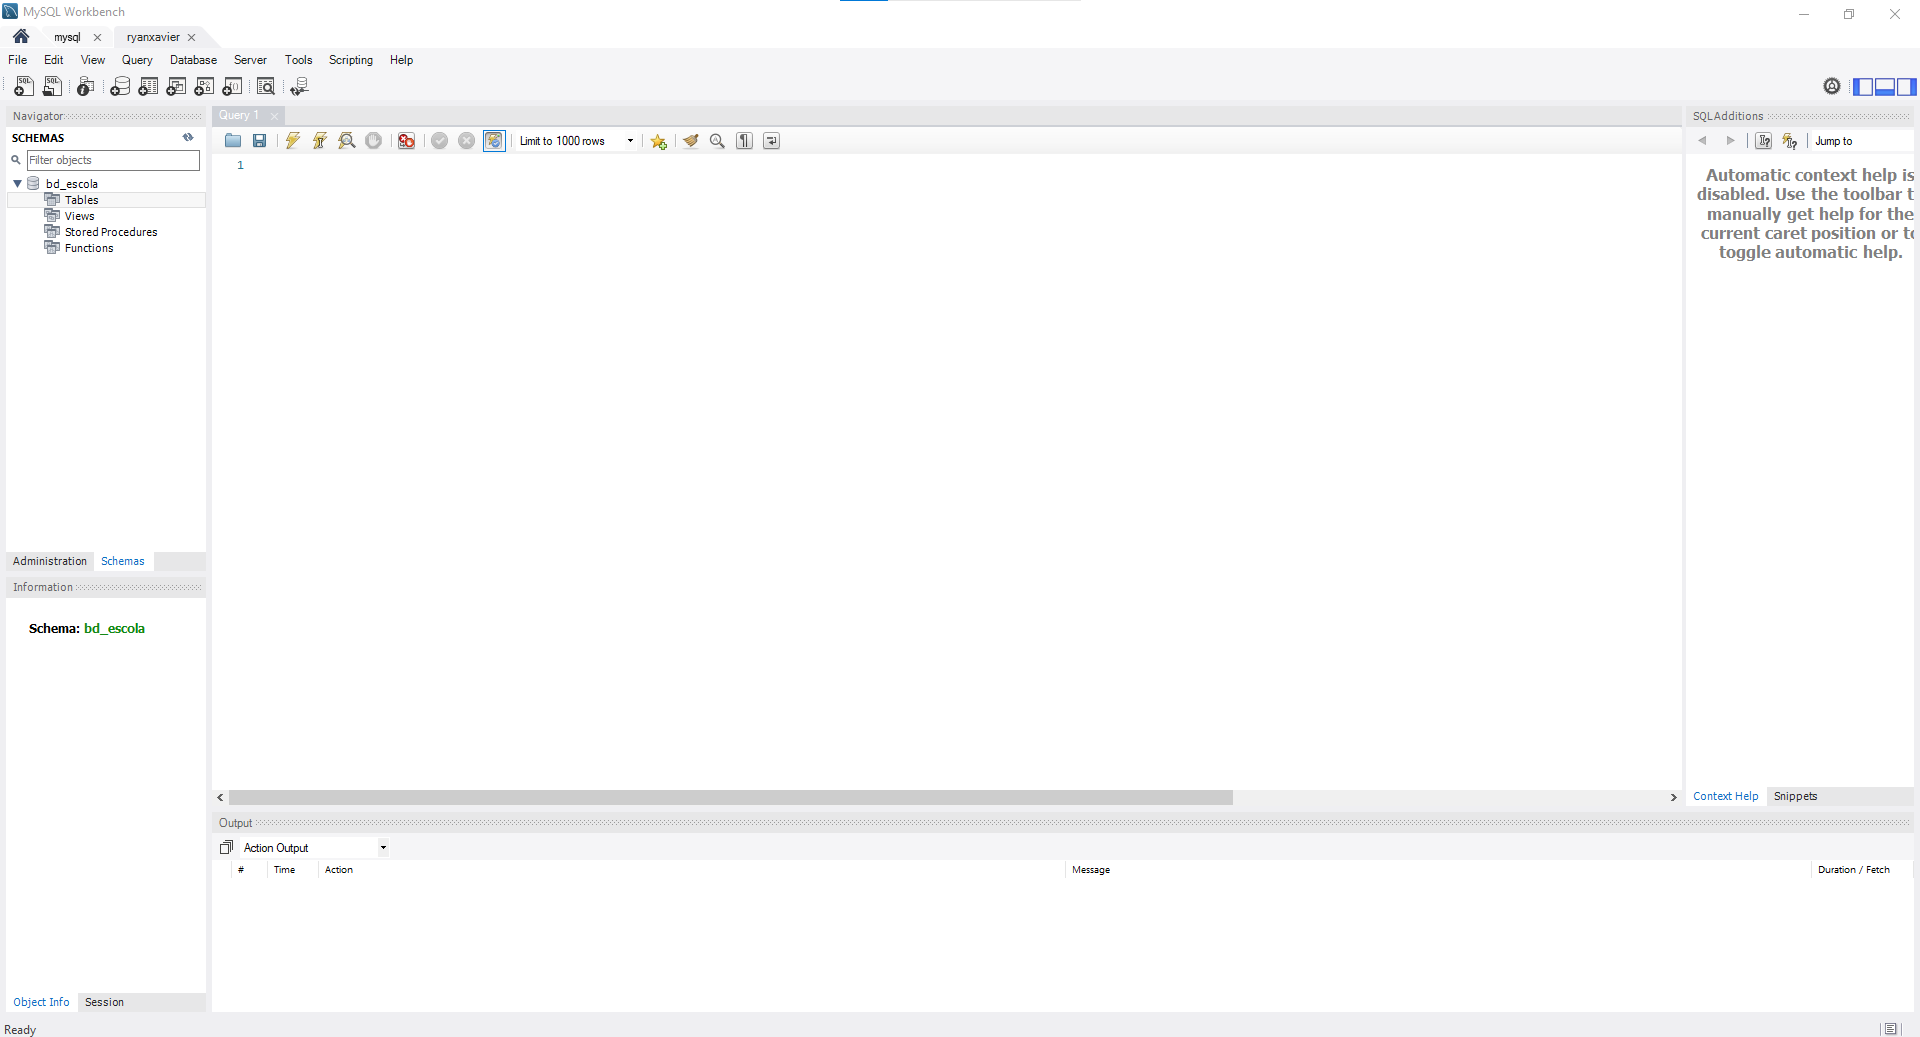 MySQL Workbench
mysql
ryanxavier
File Edit View Query Database Server Tools Scripting Help
Navigator
SCHEMAS
Filter objects
bd_escola
Tables
Views
Stored Procedures
Functions
Administration Schemas
Information
Schema: bd_escola
Object Info Session
Query 1
Limit to 1000 rows
1
SQLAdditions
Jump to
Automatic context help is
disabled. Use the toolbar t
manually get help for the
current caret position or to
toggle automatic help.
Context Help Snippets
Output
Action Output
# Time Action Message Duration / Fetch
Ready